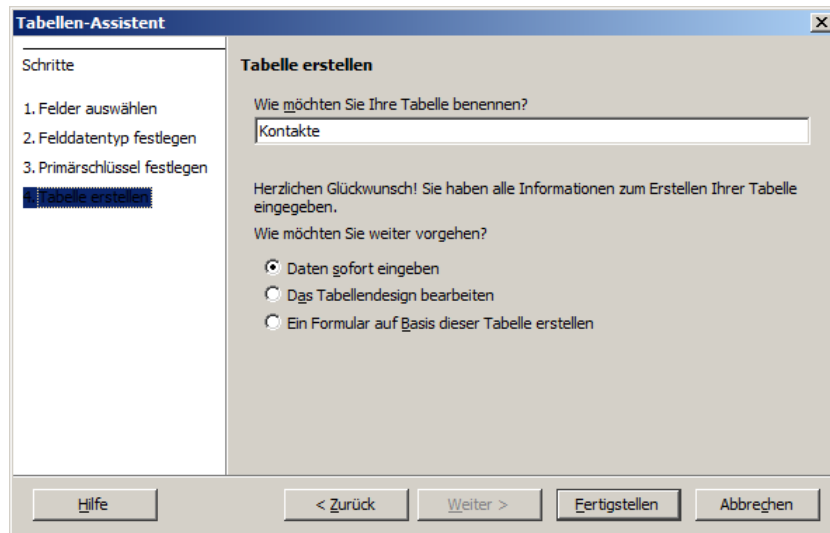 Tabellen-Assistent
Schritte
1. Felder auswählen
2. Felddatentyp festlegen
3. Primärschlüssel festlegen
4. Tabelle erstellen
Tabelle erstellen
Wie möchten Sie Ihre Tabelle benennen?
Kontakte
Herzlichen Glückwunsch! Sie haben alle Informationen zum Erstellen Ihrer Tabelle
eingegeben.
Wie möchten Sie weiter vorgehen?
Daten sofort eingeben
Das Tabellendesign bearbeiten
Ein Formular auf Basis dieser Tabelle erstellen
Hilfe
< Zurück
Weiter >
Fertigstellen
Abbrechen